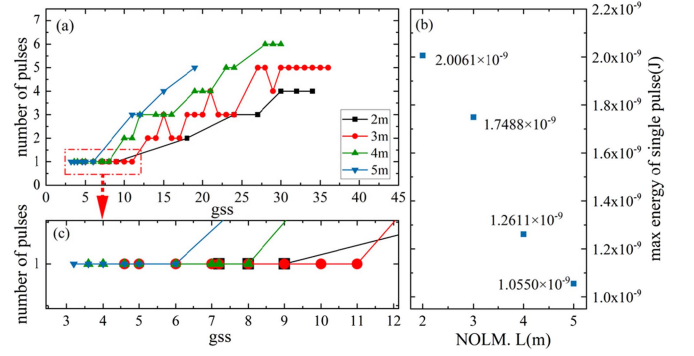 (a)
number of pulses
7
6
5
4
3
2
1
0
0 5 10 15 20 25 30 35 40 45
gss
2m
3m
4m
5m
(c)
number of pulses
1
3 4 5 6 7 8 9 10 11 12
gss
(b)
2.0061×10⁻⁹
1.7488×10⁻⁹
1.2611×10⁻⁹
1.0550×10⁻⁹
2 3 4 5
NOLM. L(m)
2.2x10⁻⁹
2.0x10⁻⁹
1.8x10⁻⁹
1.6x10⁻⁹
1.4x10⁻⁹
1.2x10⁻⁹
1.0x10⁻⁹
max energy of single pulse(J)